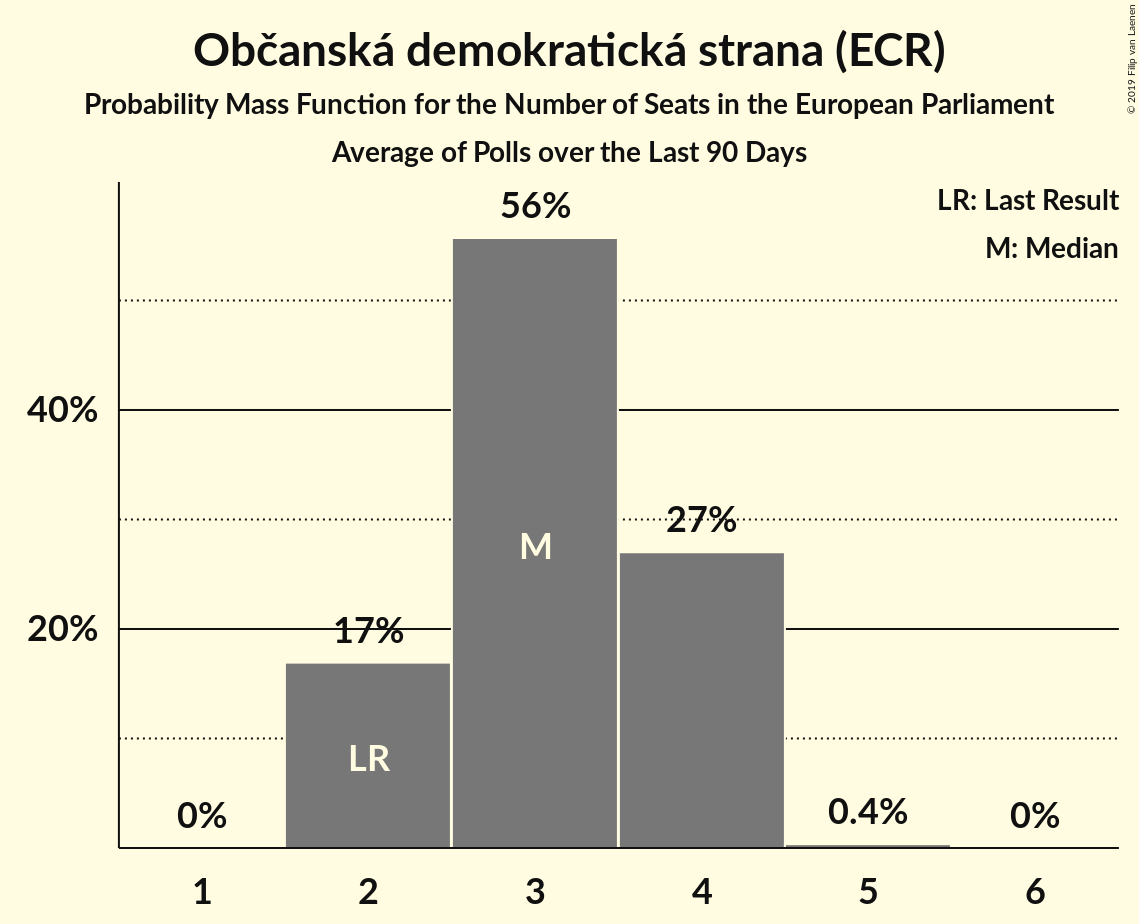 Občanská demokratická strana (ECR)
Probability Mass Function for the Number of Seats in the European Parliament
Average of Polls over the Last 90 Days
© 2019 Filip van Laenen
LR: Last Result
M: Median
56%
40%
27%
M
20%
17%
LR
0%
0.4%
0%
1 2 3 4 5 6